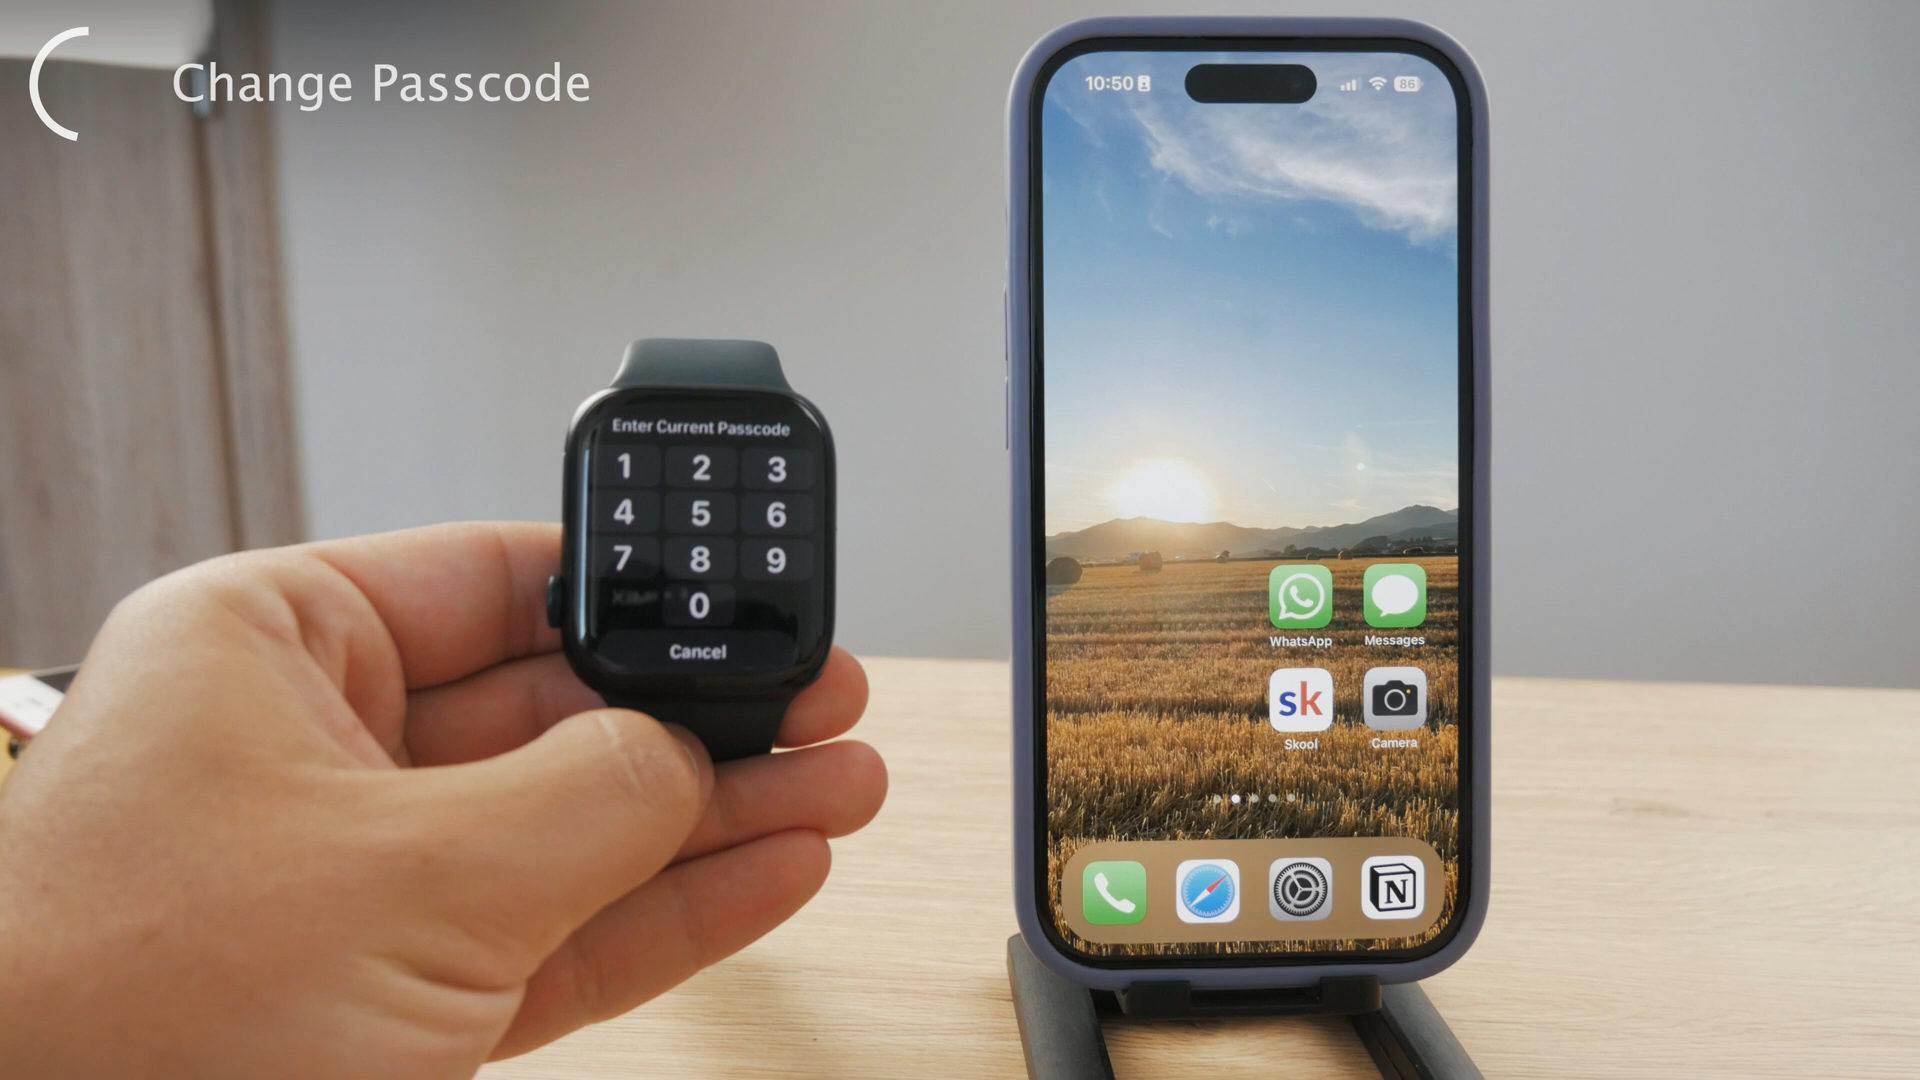 Change Passcode
10:50
86
Enter Current Passcode
1 2 3
4 5 6
7 8 9
0
Cancel
WhatsApp Messages
sk
Skool Camera
N